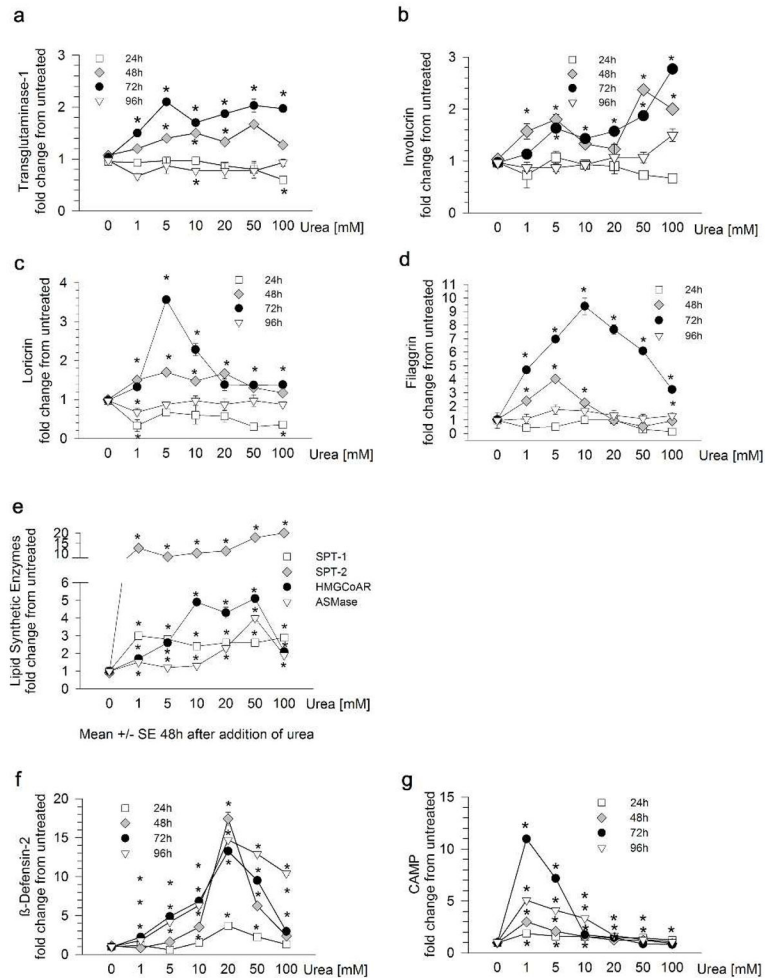 a
Transglutaminase-1
fold change from untreated
3
2
1
0
24h
48h
72h
96h
* * * * * * * * * * *
0 1 5 10 20 50 100 Urea [mM]
b
Involucrin
fold change from untreated
3
2
1
0
24h
48h
72h
96h
0 1 5 10 20 50 100 Urea [mM]
c
Loricrin
fold change from untreated
4
3
2
1
0
24h
48h
72h
96h
0 1 5 10 20 50 100 Urea [mM]
d
Filaggrin
fold change from untreated
11
10
9
8
7
6
5
4
3
2
1
0
24h
48h
72h
96h
0 1 5 10 20 50 100 Urea [mM]
e
Lipid Synthetic Enzymes
fold change from untreated
20
15
10
6
5
4
3
2
1
0
SPT-1
SPT-2
HMGCoAR
ASMase
0 1 5 10 20 50 100 Urea [mM]
Mean +/- SE 48h after addition of urea
f
ß-Defensin-2
fold change from untreated
20
15
10
5
0
24h
48h
72h
96h
0 1 5 10 20 50 100 Urea [mM]
g
CAMP
fold change from untreated
15
10
5
0
24h
48h
72h
96h
0 1 5 10 20 50 100 Urea [mM]